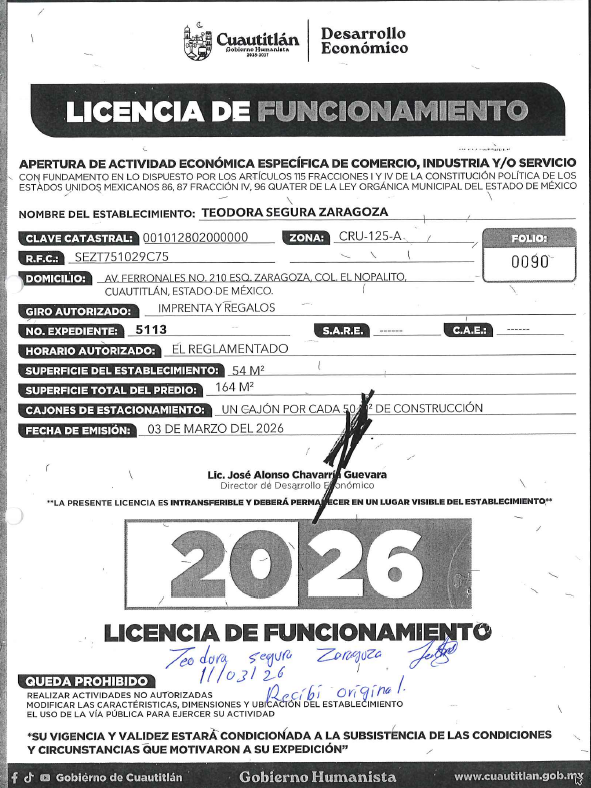 Cuautitlán
Gobierno Humanista
2025-2027
Desarrollo
Económico
LICENCIA DE FUNCIONAMIENTO
APERTURA DE ACTIVIDAD ECONÓMICA ESPECÍFICA DE COMERCIO, INDUSTRIA Y/O SERVICIO
CON FUNDAMENTO EN LO DISPUESTO POR LOS ARTÍCULOS 115 FRACCIONES I Y IV DE LA CONSTITUCIÓN POLÍTICA DE LOS
ESTADOS UNIDOS MEXICANOS 86, 87 FRACCIÓN IV, 96 QUATER DE LA LEY ORGÁNICA MUNICIPAL DEL ESTADO DE MÉXICO
NOMBRE DEL ESTABLECIMIENTO: TEODORA SEGURA ZARAGOZA
CLAVE CATASTRAL: 001012802000000 ZONA: CRU-125-A
FOLIO:
0090
R.F.C.: SEZT751029C75
DOMICILIO: AV. FERRONALES NO. 210 ESQ. ZARAGOZA, COL. EL NOPALITO,
CUAUTITLÁN, ESTADO DE MÉXICO.
GIRO AUTORIZADO: IMPRENTA Y REGALOS
NO. EXPEDIENTE: 5113 S.A.R.E. ------ C.A.E.: ------
HORARIO AUTORIZADO: EL REGLAMENTADO
SUPERFICIE DEL ESTABLECIMIENTO: 54 M²
SUPERFICIE TOTAL DEL PREDIO: 164 M²
CAJONES DE ESTACIONAMIENTO: UN CAJÓN POR CADA 50 M² DE CONSTRUCCIÓN
FECHA DE EMISIÓN: 03 DE MARZO DEL 2026
Lic. José Alonso Chavarría Guevara
Director de Desarrollo Económico
**LA PRESENTE LICENCIA ES INTRANSFERIBLE Y DEBERÁ PERMANECER EN UN LUGAR VISIBLE DEL ESTABLECIMIENTO**
2026
LICENCIA DE FUNCIONAMIENTO
Teodora segura Zaragoza
11/03/26
Recibí original.
QUEDA PROHIBIDO
REALIZAR ACTIVIDADES NO AUTORIZADAS
MODIFICAR LAS CARACTERÍSTICAS, DIMENSIONES Y UBICACIÓN DEL ESTABLECIMIENTO
EL USO DE LA VÍA PÚBLICA PARA EJERCER SU ACTIVIDAD
"SU VIGENCIA Y VALIDEZ ESTARÁ CONDICIONADA A LA SUBSISTENCIA DE LAS CONDICIONES
Y CIRCUNSTANCIAS QUE MOTIVARON A SU EXPEDICIÓN"
Gobierno de Cuautitlán Gobierno Humanista www.cuautitlan.gob.mx